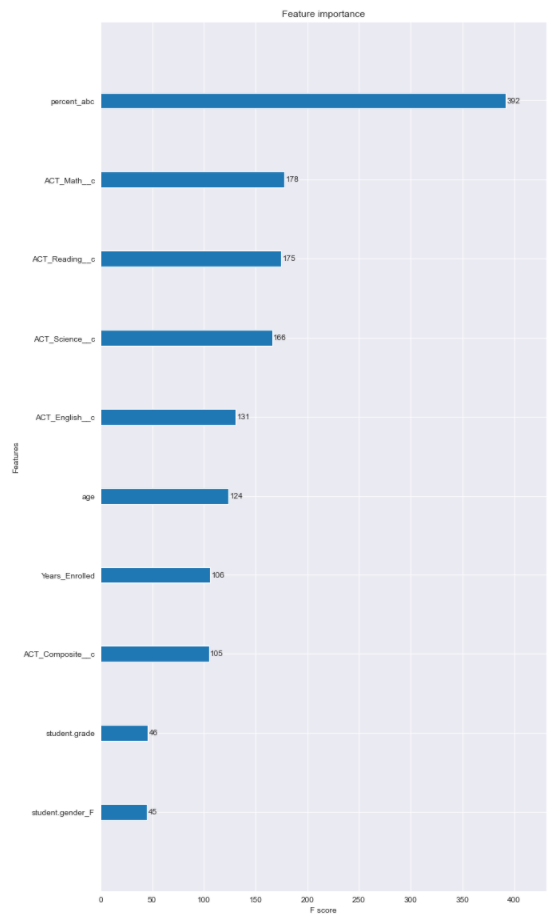 Feature importance
percent_abc
392
ACT_Math__c
178
ACT_Reading__c
175
ACT_Science__c
166
ACT_English__c
131
Features
age
124
Years_Enrolled
106
ACT_Composite__c
105
student.grade
46
student.gender_F
45
0 50 100 150 200 250 300 350 400
F score